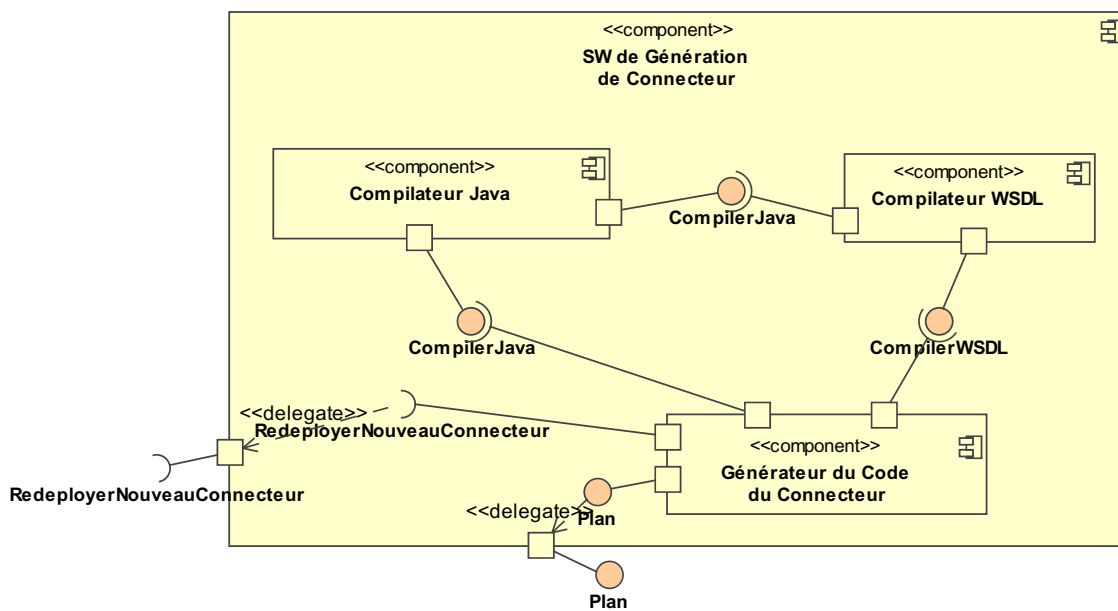 <<component>>
SW de Génération
de Connecteur
<<component>>
Compilateur Java
<<component>>
Compilateur WSDL
CompilerJava
CompilerJava
CompilerWSDL
<<delegate>>
RedeployerNouveauConnecteur
RedeployerNouveauConnecteur
<<component>>
Générateur du Code
du Connecteur
<<delegate>>
Plan
Plan